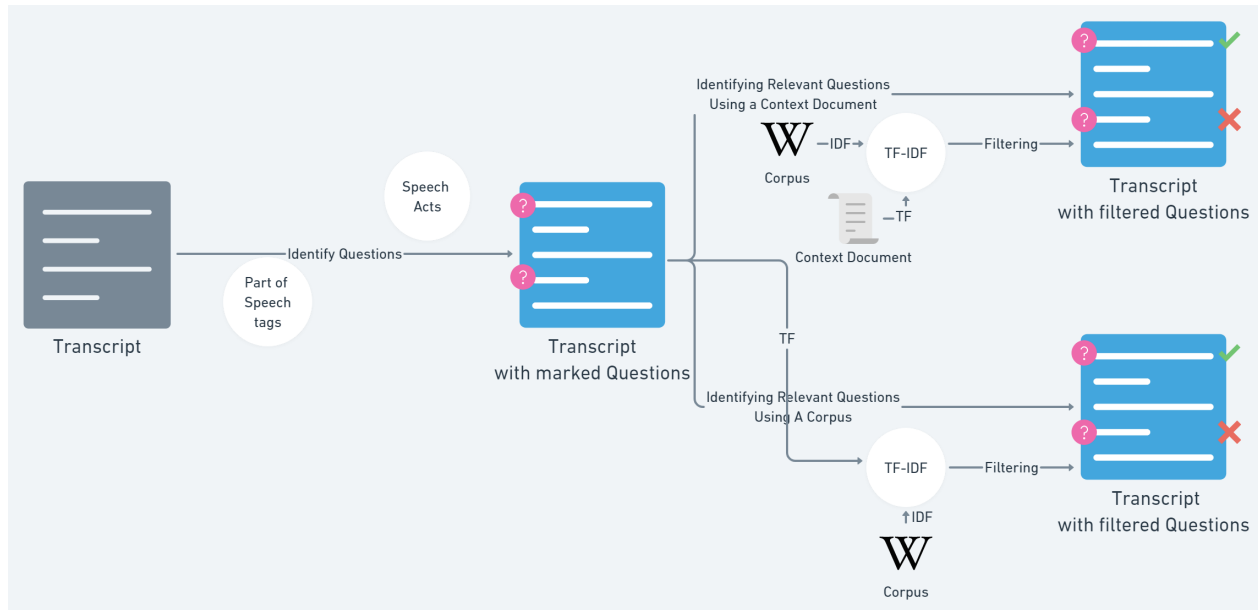 ?
?
Identifying Relevant Questions
Using a Context Document
W
IDF
TF-IDF
Filtering
Corpus
Transcript
with filtered Questions
TF
Context Document
Speech
Acts
?
Identify Questions
?
Part of
Speech
tags
Transcript
Transcript
with marked Questions
TF
?
Identifying Relevant Questions
Using A Corpus
?
TF-IDF
Filtering
Transcript
with filtered Questions
IDF
W
Corpus